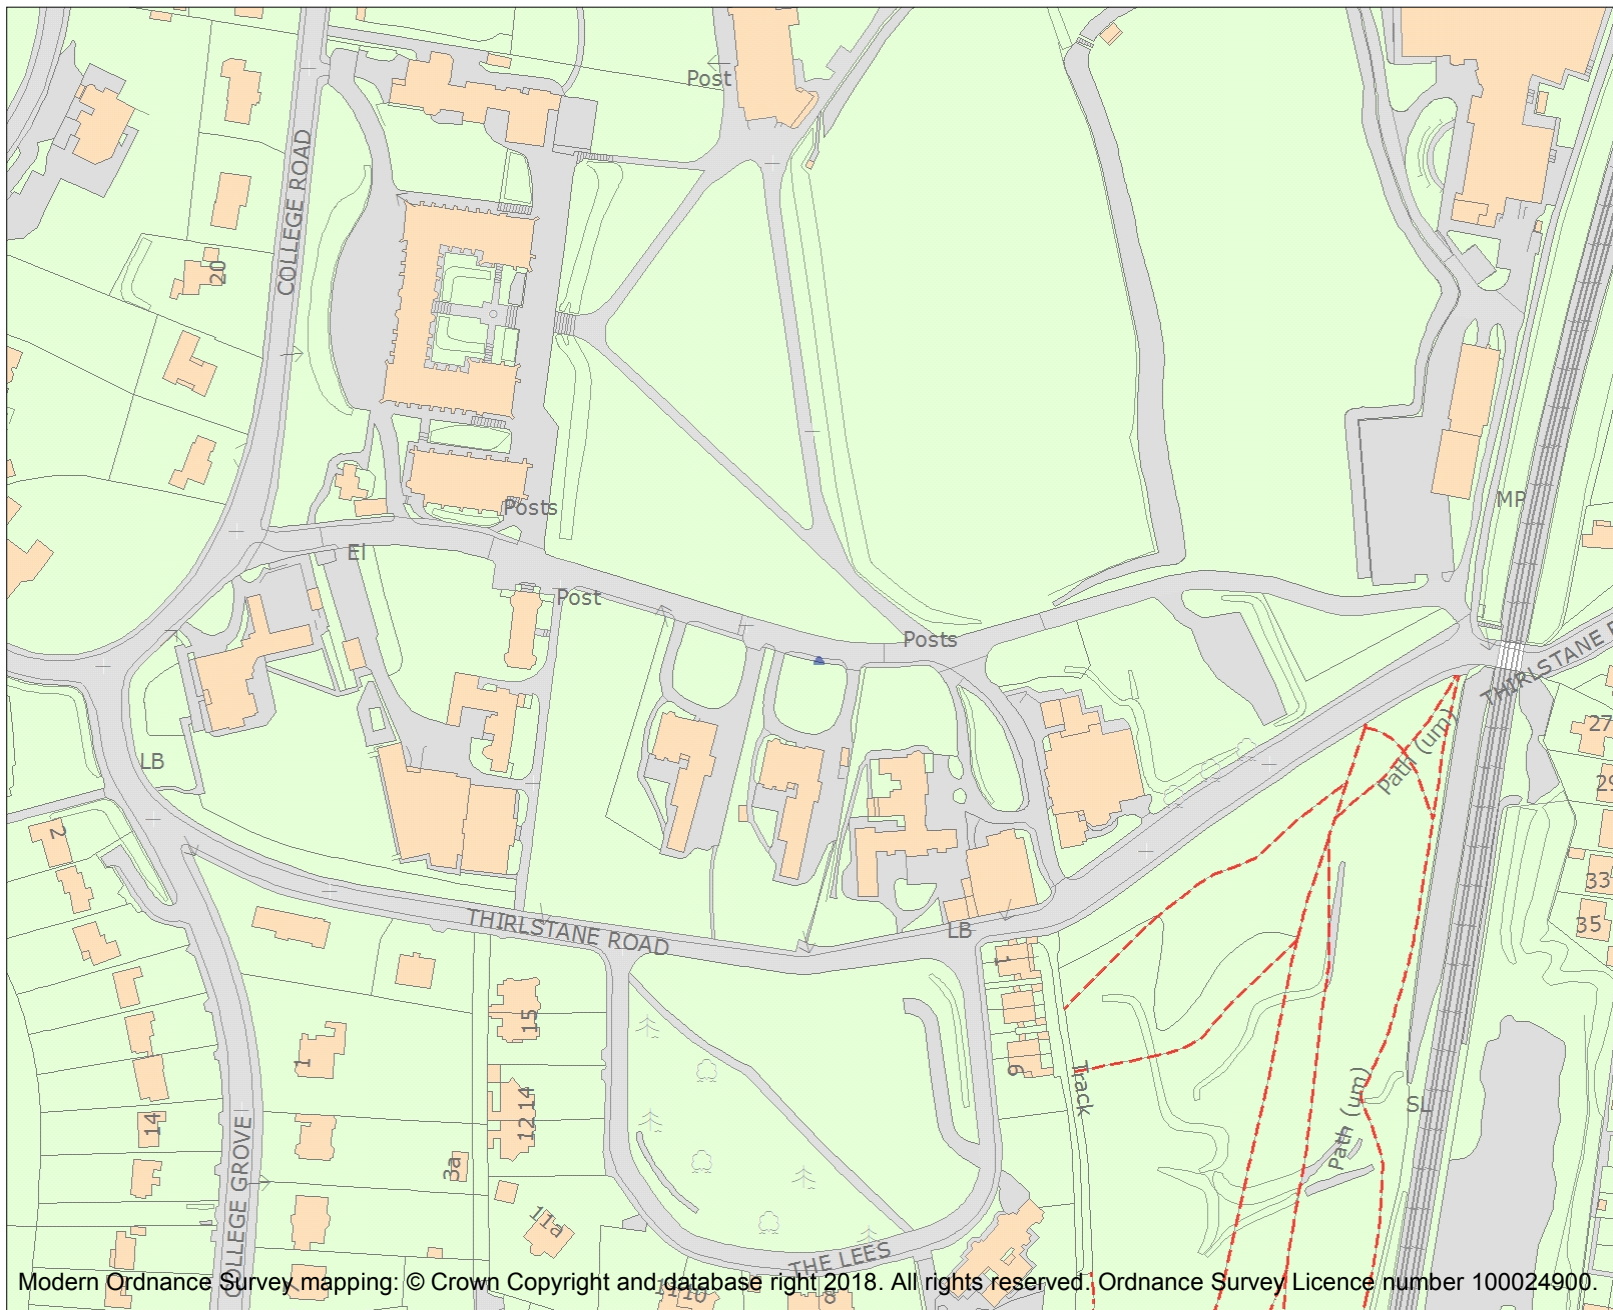 Post
COLLEGE ROAD
20
MP
Posts
El
Post
Posts
THIRLSTANE
27
Path (um)
LB
29
2
33
35
THIRLSTANE ROAD
LB
1
15
1
6
Track
14
12
14
SL
Path (um)
3a
COLLEGE GROVE
11a
THE LEES
8
Modern Ordnance Survey mapping: © Crown Copyright and database right 2018. All rights reserved. Ordnance Survey Licence number 100024900.